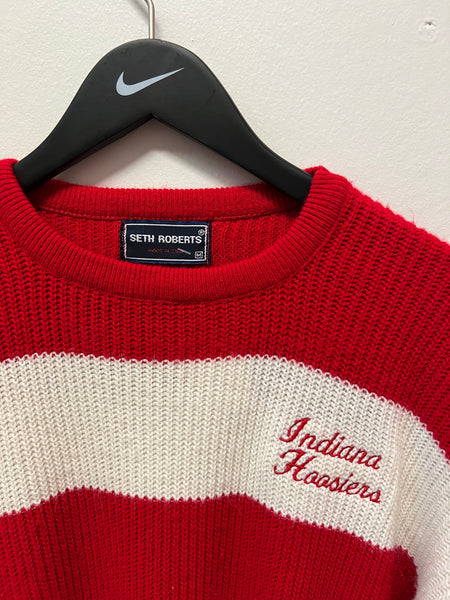 SETH ROBERTS
M
Indiana
Hoosiers